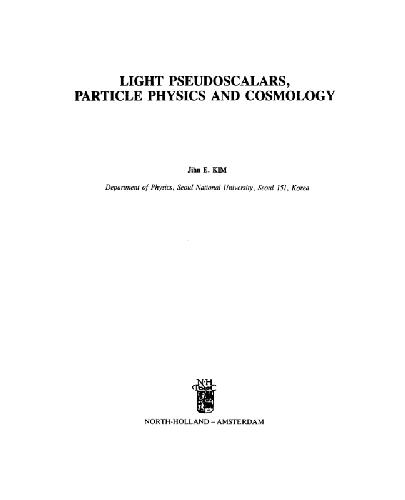 LIGHT PSEUDOSCALARS,
PARTICLE PHYSICS AND COSMOLOGY
Jihn E. KIM
Department of Physics, Seoul National University, Seoul 151, Korea
N H
NORTH-HOLLAND – AMSTERDAM